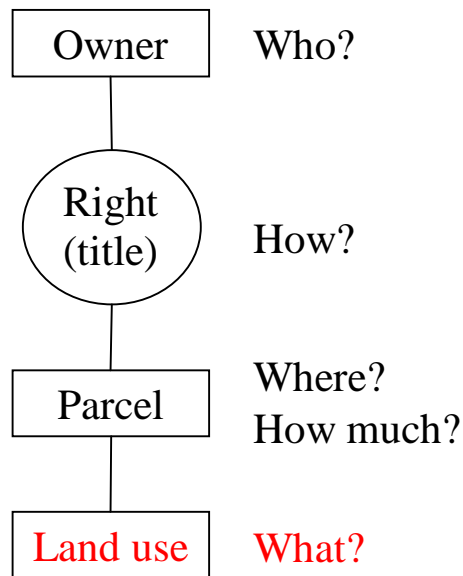 Owner Who?
Right
(title)
How?
Parcel
Where?
How much?
Land use What?